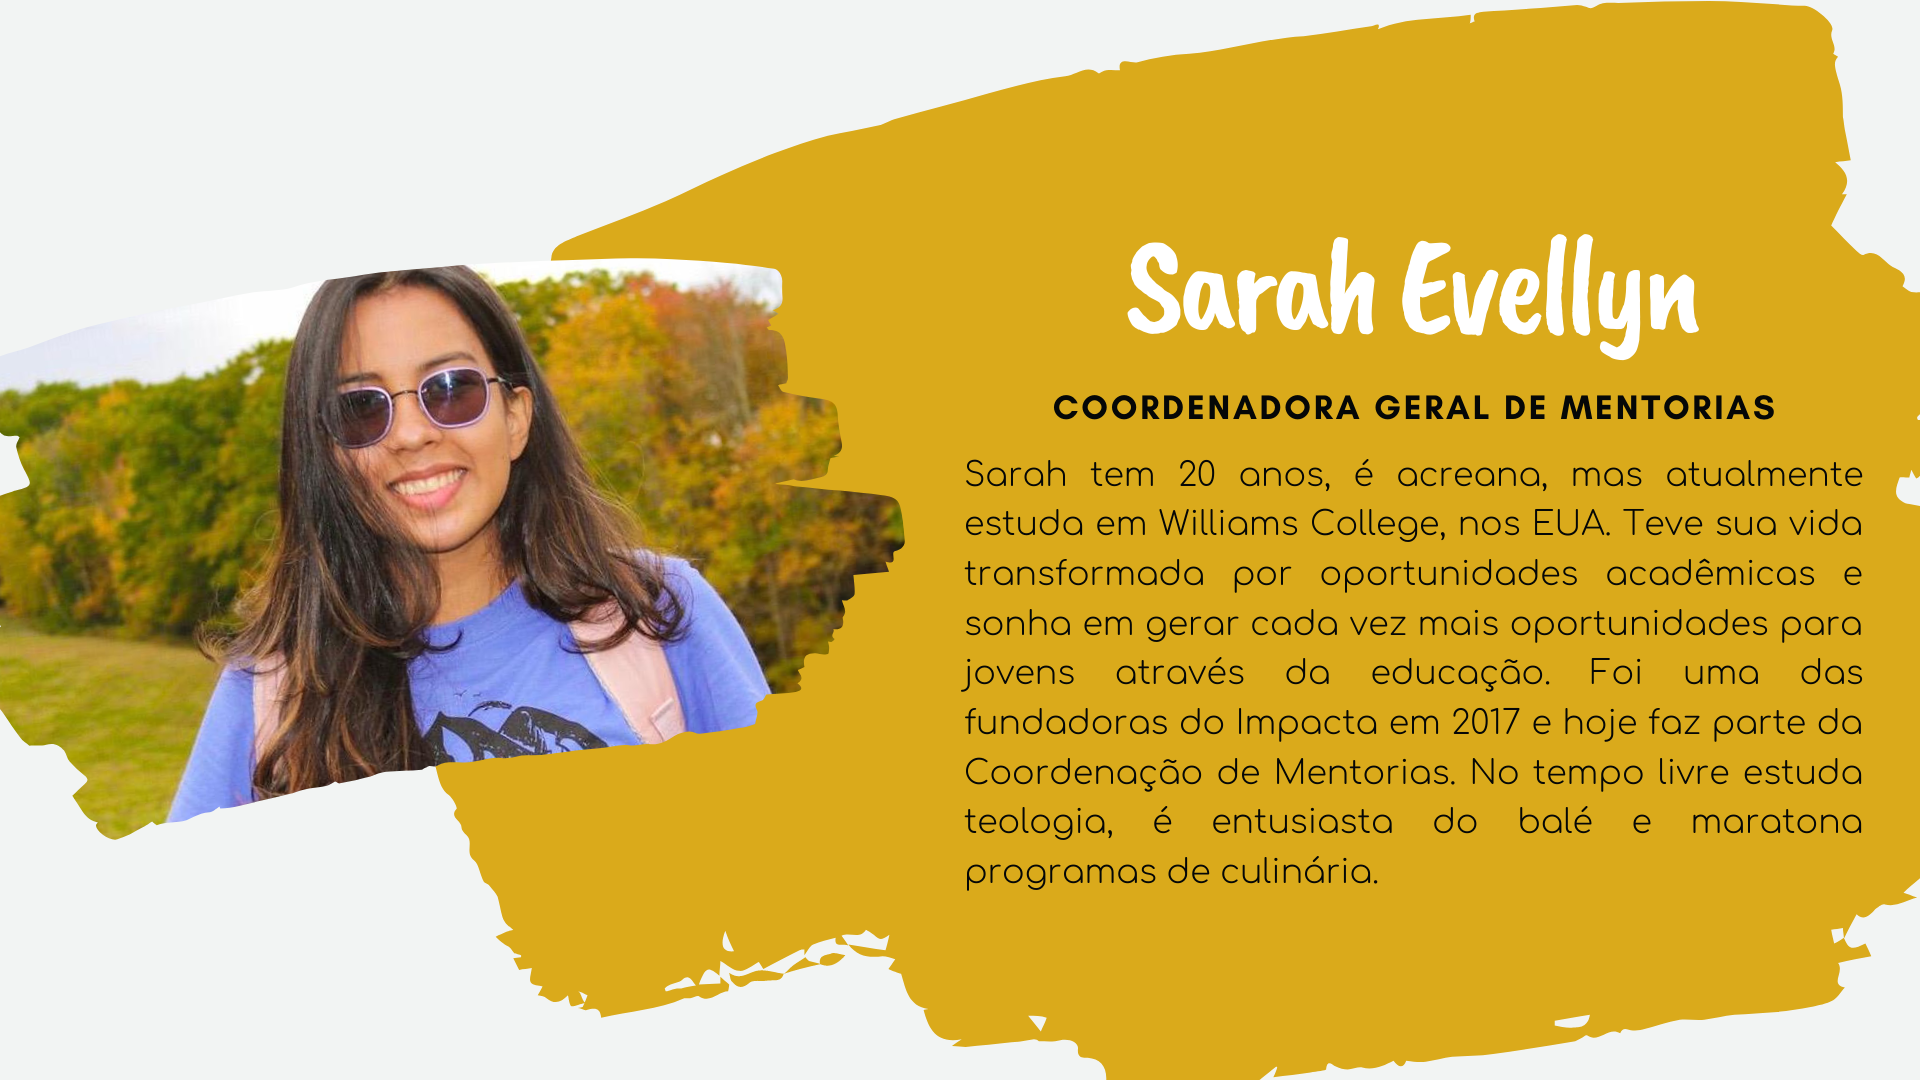 Sarah Evellyn
COORDENADORA GERAL DE MENTORIAS
Sarah tem 20 anos, é acreana, mas atualmente
estuda em Williams College, nos EUA. Teve sua vida
transformada por oportunidades acadêmicas e
sonha em gerar cada vez mais oportunidades para
jovens através da educação. Foi uma das
fundadoras do Impacta em 2017 e hoje faz parte da
Coordenação de Mentorias. No tempo livre estuda
teologia, é entusiasta do balé e maratona
programas de culinária.